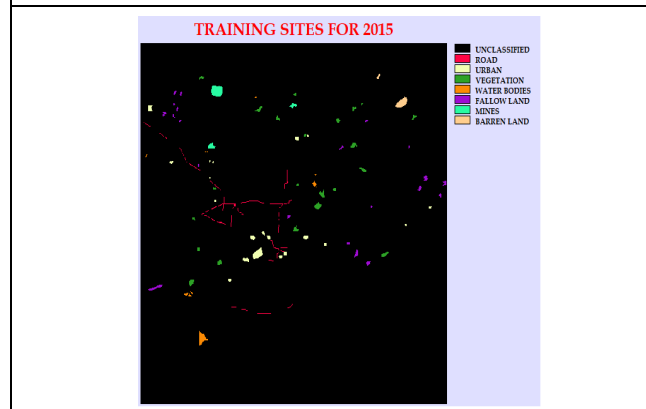 TRAINING SITES FOR 2015
UNCLASSIFIED
ROAD
URBAN
VEGETATION
WATER BODIES
FALLOW LAND
MINES
BARREN LAND